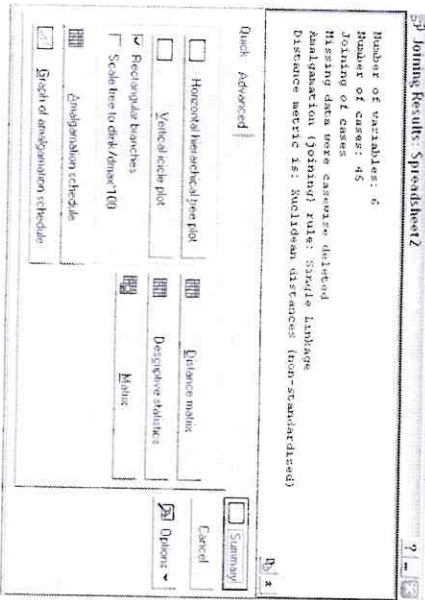 Joining Results: Spreadsheet2
Number of variables: 6
Number of cases: 45
Joining of cases
Missing data were casewise deleted
Amalgamation (joining) rule: Single Linkage
Distance metric is: Euclidean distances (non-standardized)
Quick Advanced
Summary
Cancel
Options
Horizontal hierarchical tree plot
Vertical icicle plot
Rectangular branches
Scale tree to dlink/dmax*100
Amalgamation schedule
Graph of amalgamation schedule
Distance matrix
Descriptive statistics
Matrix